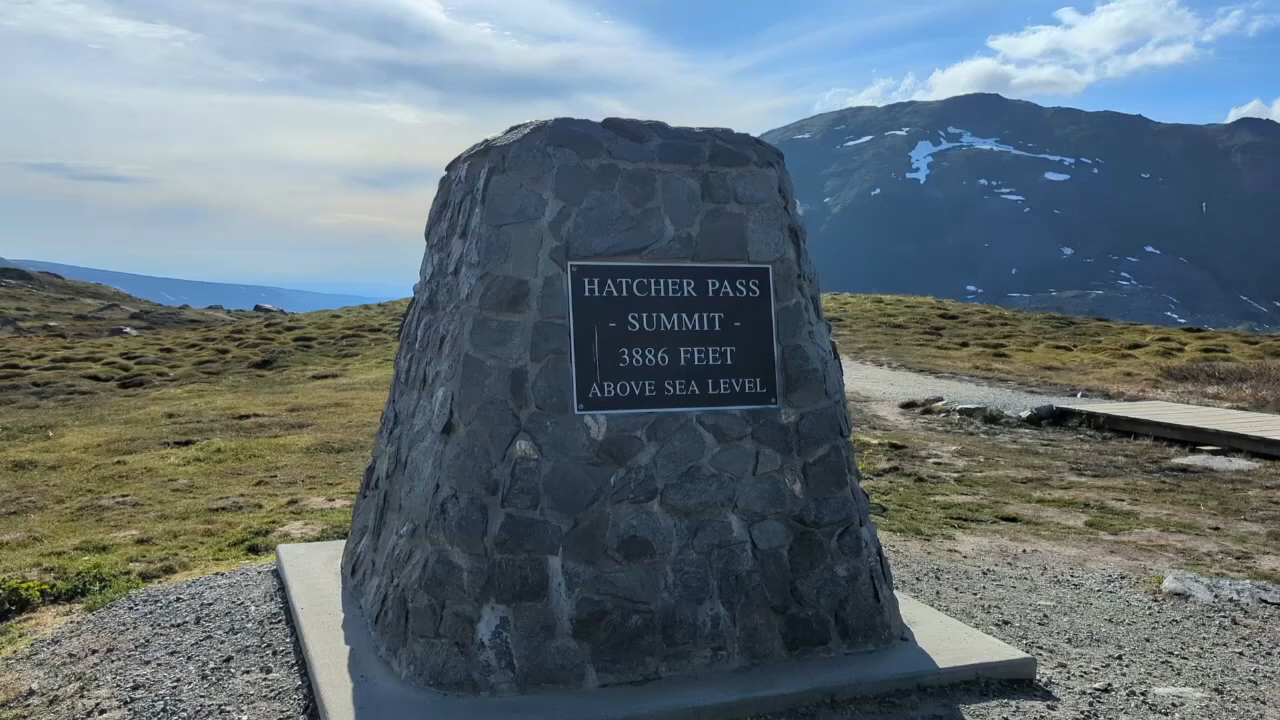 HATCHER PASS
- SUMMIT -
3886 FEET
ABOVE SEA LEVEL